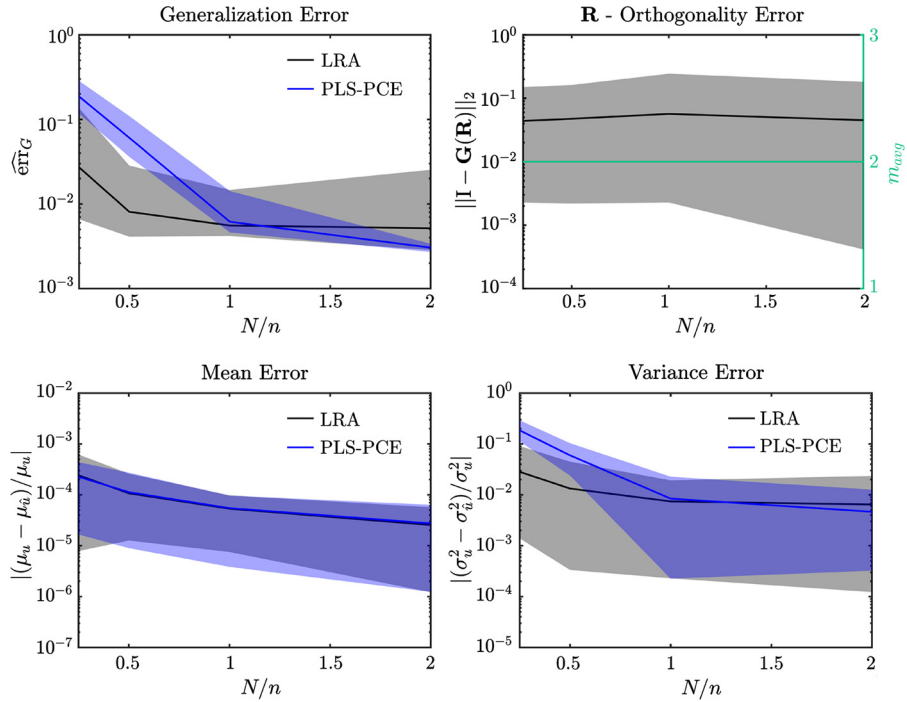 Generalization Error
10^0
10^-1
10^-2
10^-3
0.5 1 1.5 2
N/n
êrr_G
LRA
PLS-PCE
R - Orthogonality Error
10^0
10^-1
10^-2
10^-3
10^-4
0.5 1 1.5 2
N/n
||I − G(R)||_2
3
2
1
m_avg
Mean Error
10^-2
10^-3
10^-4
10^-5
10^-6
10^-7
0.5 1 1.5 2
N/n
|(μ_u − μ_û)/μ_u|
LRA
PLS-PCE
Variance Error
10^0
10^-1
10^-2
10^-3
10^-4
10^-5
0.5 1 1.5 2
N/n
|(σ_u^2 − σ_û^2)/σ_u^2|
LRA
PLS-PCE